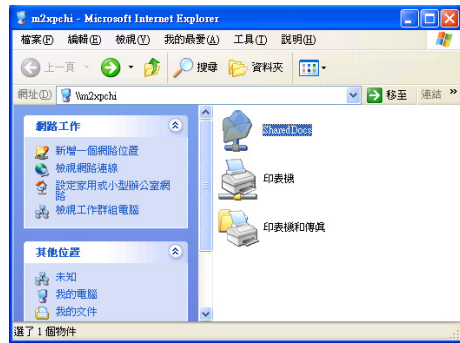 m2xpchi - Microsoft Internet Explorer
檔案(F) 編輯(E) 檢視(V) 我的最愛(A) 工具(T) 說明(H)
上一頁 搜尋 資料夾
網址(D) \\m2xpchi 移至 連結 »
網路工作
新增一個網路位置
檢視網路連線
設定家用或小型辦公室網
路
檢視工作群組電腦
其他位置
未知
我的電腦
我的文件
SharedDocs
印表機
印表機和傳真
選了 1 個物件